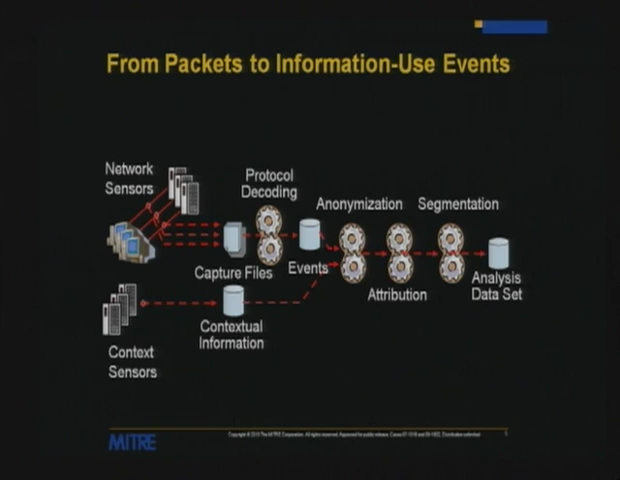 From Packets to Information-Use Events
Network
Sensors
Protocol
Decoding
Anonymization
Segmentation
Capture Files
Events
Attribution
Analysis
Data Set
Contextual
Information
Context
Sensors
MITRE